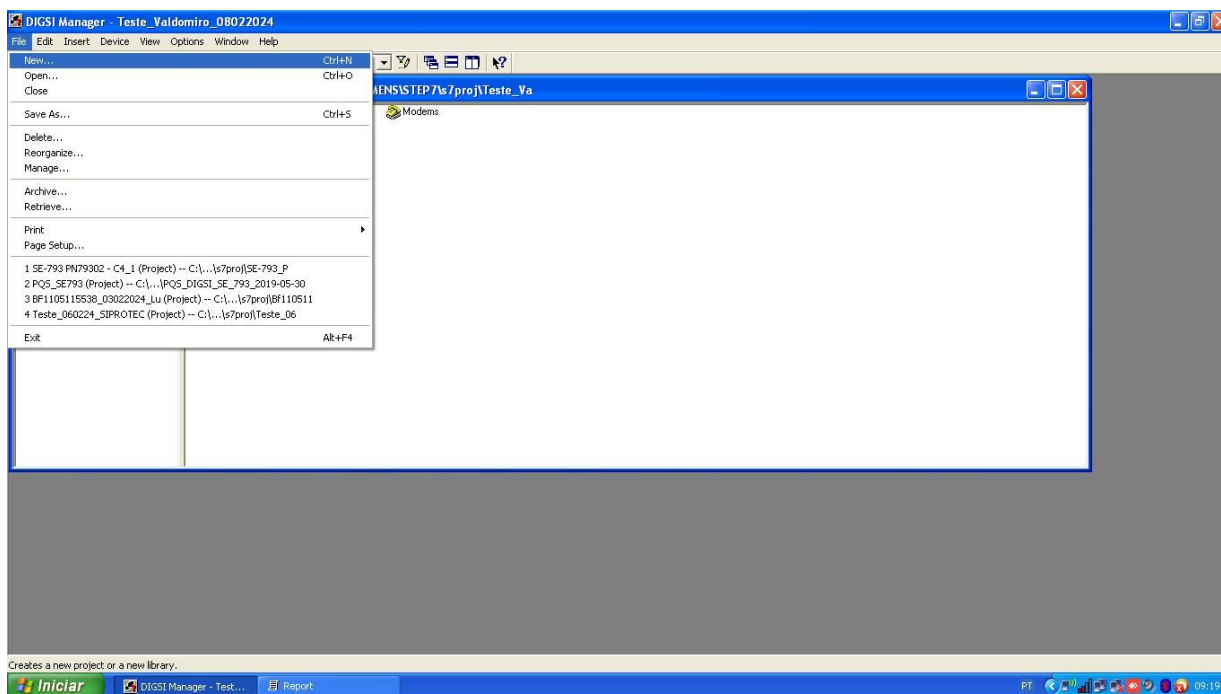 DIGSI Manager - Teste_Valdomiro_08022024
File Edit Insert Device View Options Window Help
New... Ctrl+N
Open... Ctrl+O
Close
Save As... Ctrl+S
Delete...
Reorganize...
Manage...
Archive...
Retrieve...
Print
Page Setup...
1 SE-793 PN79302 - C4_1 (Project) -- C:\...\s7proj\SE-793_P
2 PQS_SE793 (Project) -- C:\...\PQS_DIGSI_SE_793_2019-05-30
3 BF1105115538_03022024_Lu (Project) -- C:\...\s7proj\Bf110511
4 Teste_060224_SIPROTEC (Project) -- C:\...\s7proj\Teste_06
Exit Alt+F4
MENS\STEP7\s7proj\Teste_Va
Modems
Creates a new project or a new library.
Iniciar DIGSI Manager - Test... Report PT 09:19